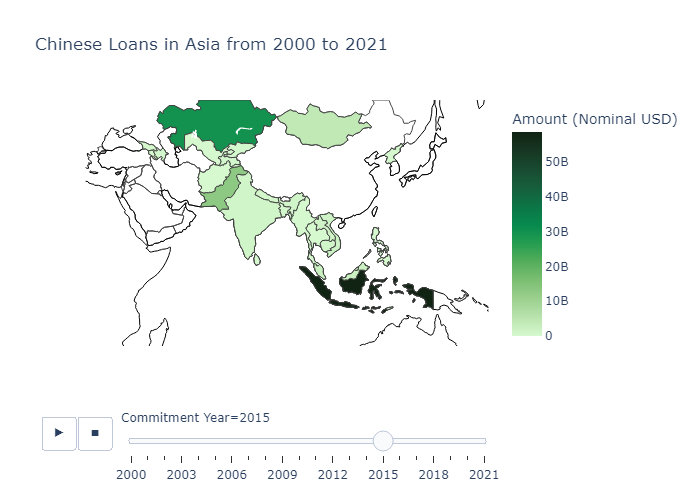 Chinese Loans in Asia from 2000 to 2021
Amount (Nominal USD)
50B
40B
30B
20B
10B
0
Commitment Year=2015
2000 2003 2006 2009 2012 2015 2018 2021